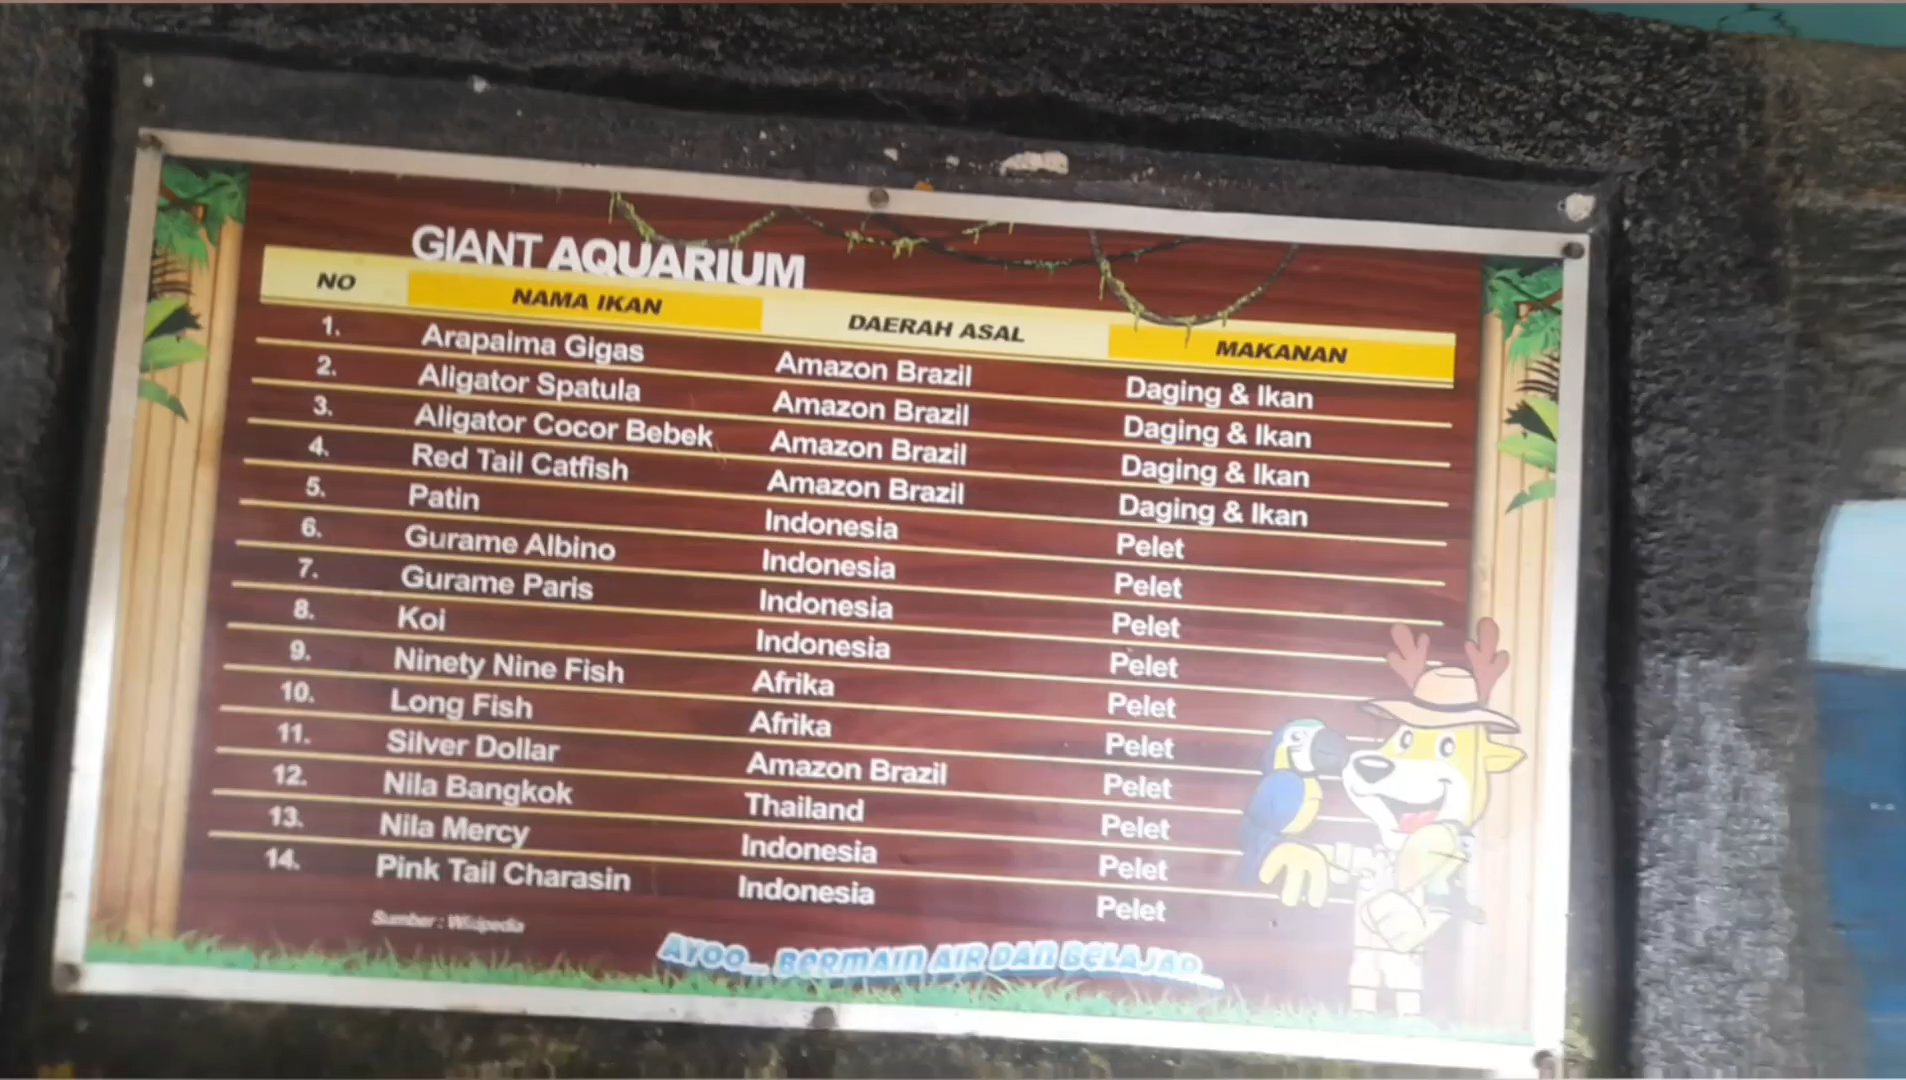 GIANT AQUARIUM
NO NAMA IKAN DAERAH ASAL MAKANAN
1. Arapaima Gigas Amazon Brazil Daging & Ikan
2. Aligator Spatula Amazon Brazil Daging & Ikan
3. Aligator Cocor Bebek Amazon Brazil Daging & Ikan
4. Red Tail Catfish Amazon Brazil Daging & Ikan
5. Patin Indonesia Pelet
6. Gurame Albino Indonesia Pelet
7. Gurame Paris Indonesia Pelet
8. Koi Indonesia Pelet
9. Ninety Nine Fish Afrika Pelet
10. Long Fish Afrika Pelet
11. Silver Dollar Amazon Brazil Pelet
12. Nila Bangkok Thailand Pelet
13. Nila Mercy Indonesia Pelet
14. Pink Tail Charasin Indonesia Pelet
Sumber : Wikipedia
AYOO... BERMAIN AIR DAN BELAJAR...